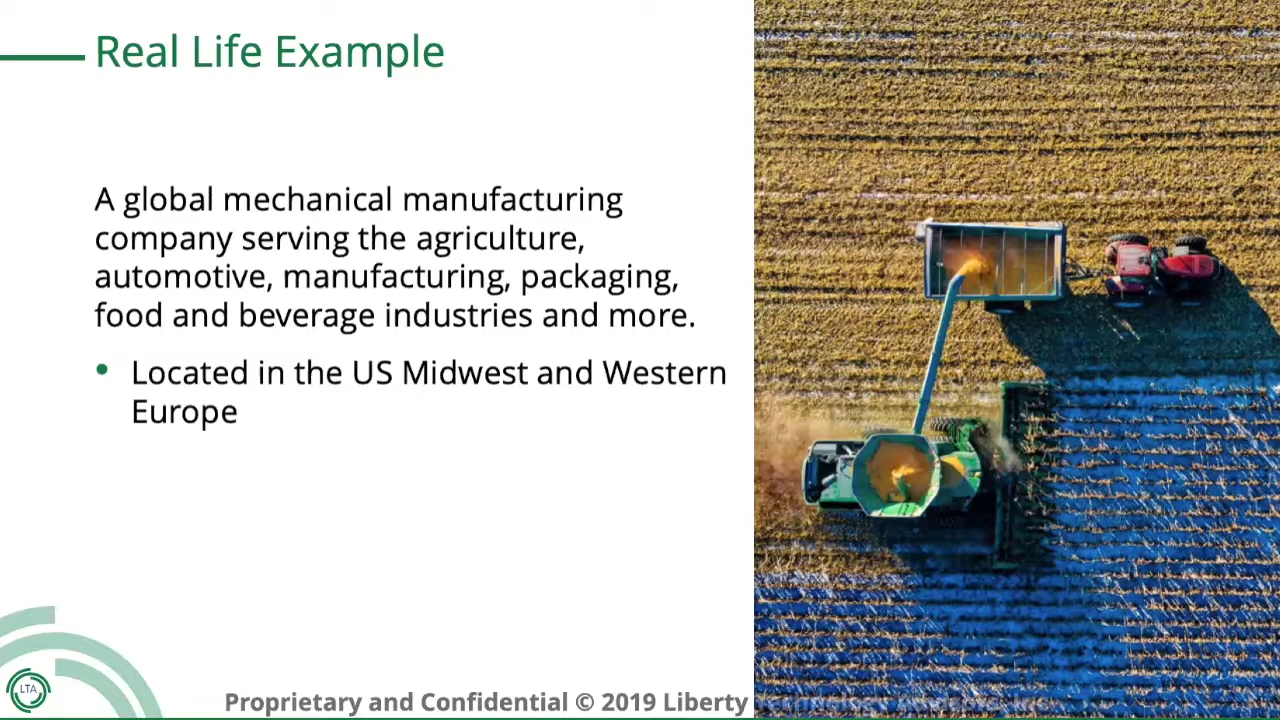 Real Life Example
A global mechanical manufacturing
company serving the agriculture,
automotive, manufacturing, packaging,
food and beverage industries and more.
• Located in the US Midwest and Western
Europe
LTA
Proprietary and Confidential © 2019 Liberty